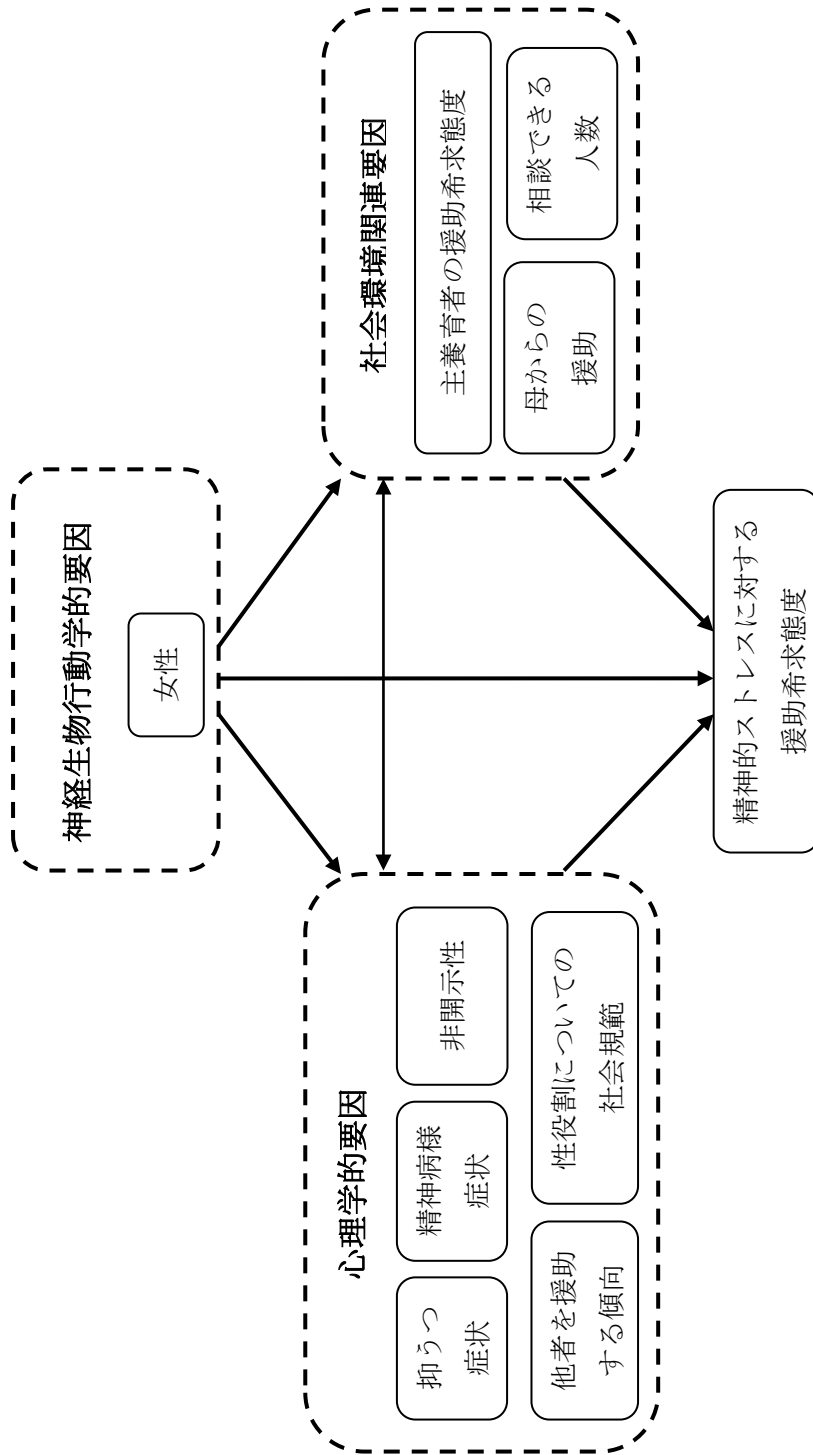 神経生物行動学的要因
女性
心理学的要因
抑うつ
症状
精神病様
症状
非開示性
他者を援助
する傾向
性役割についての
社会規範
社会環境関連要因
主養育者の援助希求態度
母からの
援助
相談できる
人数
精神的ストレスに対する
援助希求態度